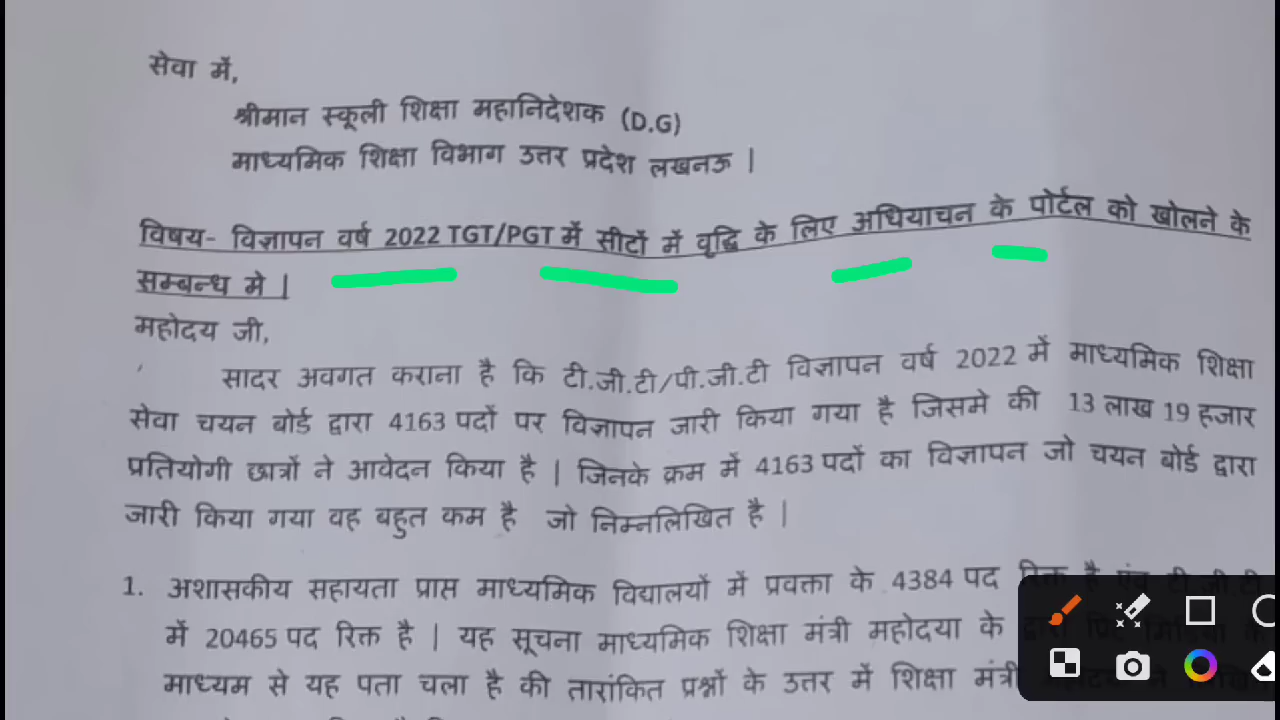 सेवा में,
श्रीमान स्कूली शिक्षा महानिदेशक (D.G)
माध्यमिक शिक्षा विभाग उत्तर प्रदेश लखनऊ |
विषय- विज्ञापन वर्ष 2022 TGT/PGT में सीटों में वृद्धि के लिए अधियाचन के पोर्टल को खोलने के
सम्बन्ध मे |
महोदय जी,
सादर अवगत कराना है कि टी.जी.टी/पी.जी.टी विज्ञापन वर्ष 2022 में माध्यमिक शिक्षा
सेवा चयन बोर्ड द्वारा 4163 पदों पर विज्ञापन जारी किया गया है जिसमे की 13 लाख 19 हजार
प्रतियोगी छात्रों ने आवेदन किया है | जिनके क्रम में 4163 पदों का विज्ञापन जो चयन बोर्ड द्वारा
जारी किया गया वह बहुत कम है जो निम्नलिखित है |
1. अशासकीय सहायता प्राप्त माध्यमिक विद्यालयों में प्रवक्ता के 4384 पद रिक्त है एंव टी.जी.टी
में 20465 पद रिक्त है | यह सूचना माध्यमिक शिक्षा मंत्री महोदया के द्वारा
माध्यम से यह पता चला है की तारांकित प्रश्नों के उत्तर में शिक्षा मंत्री